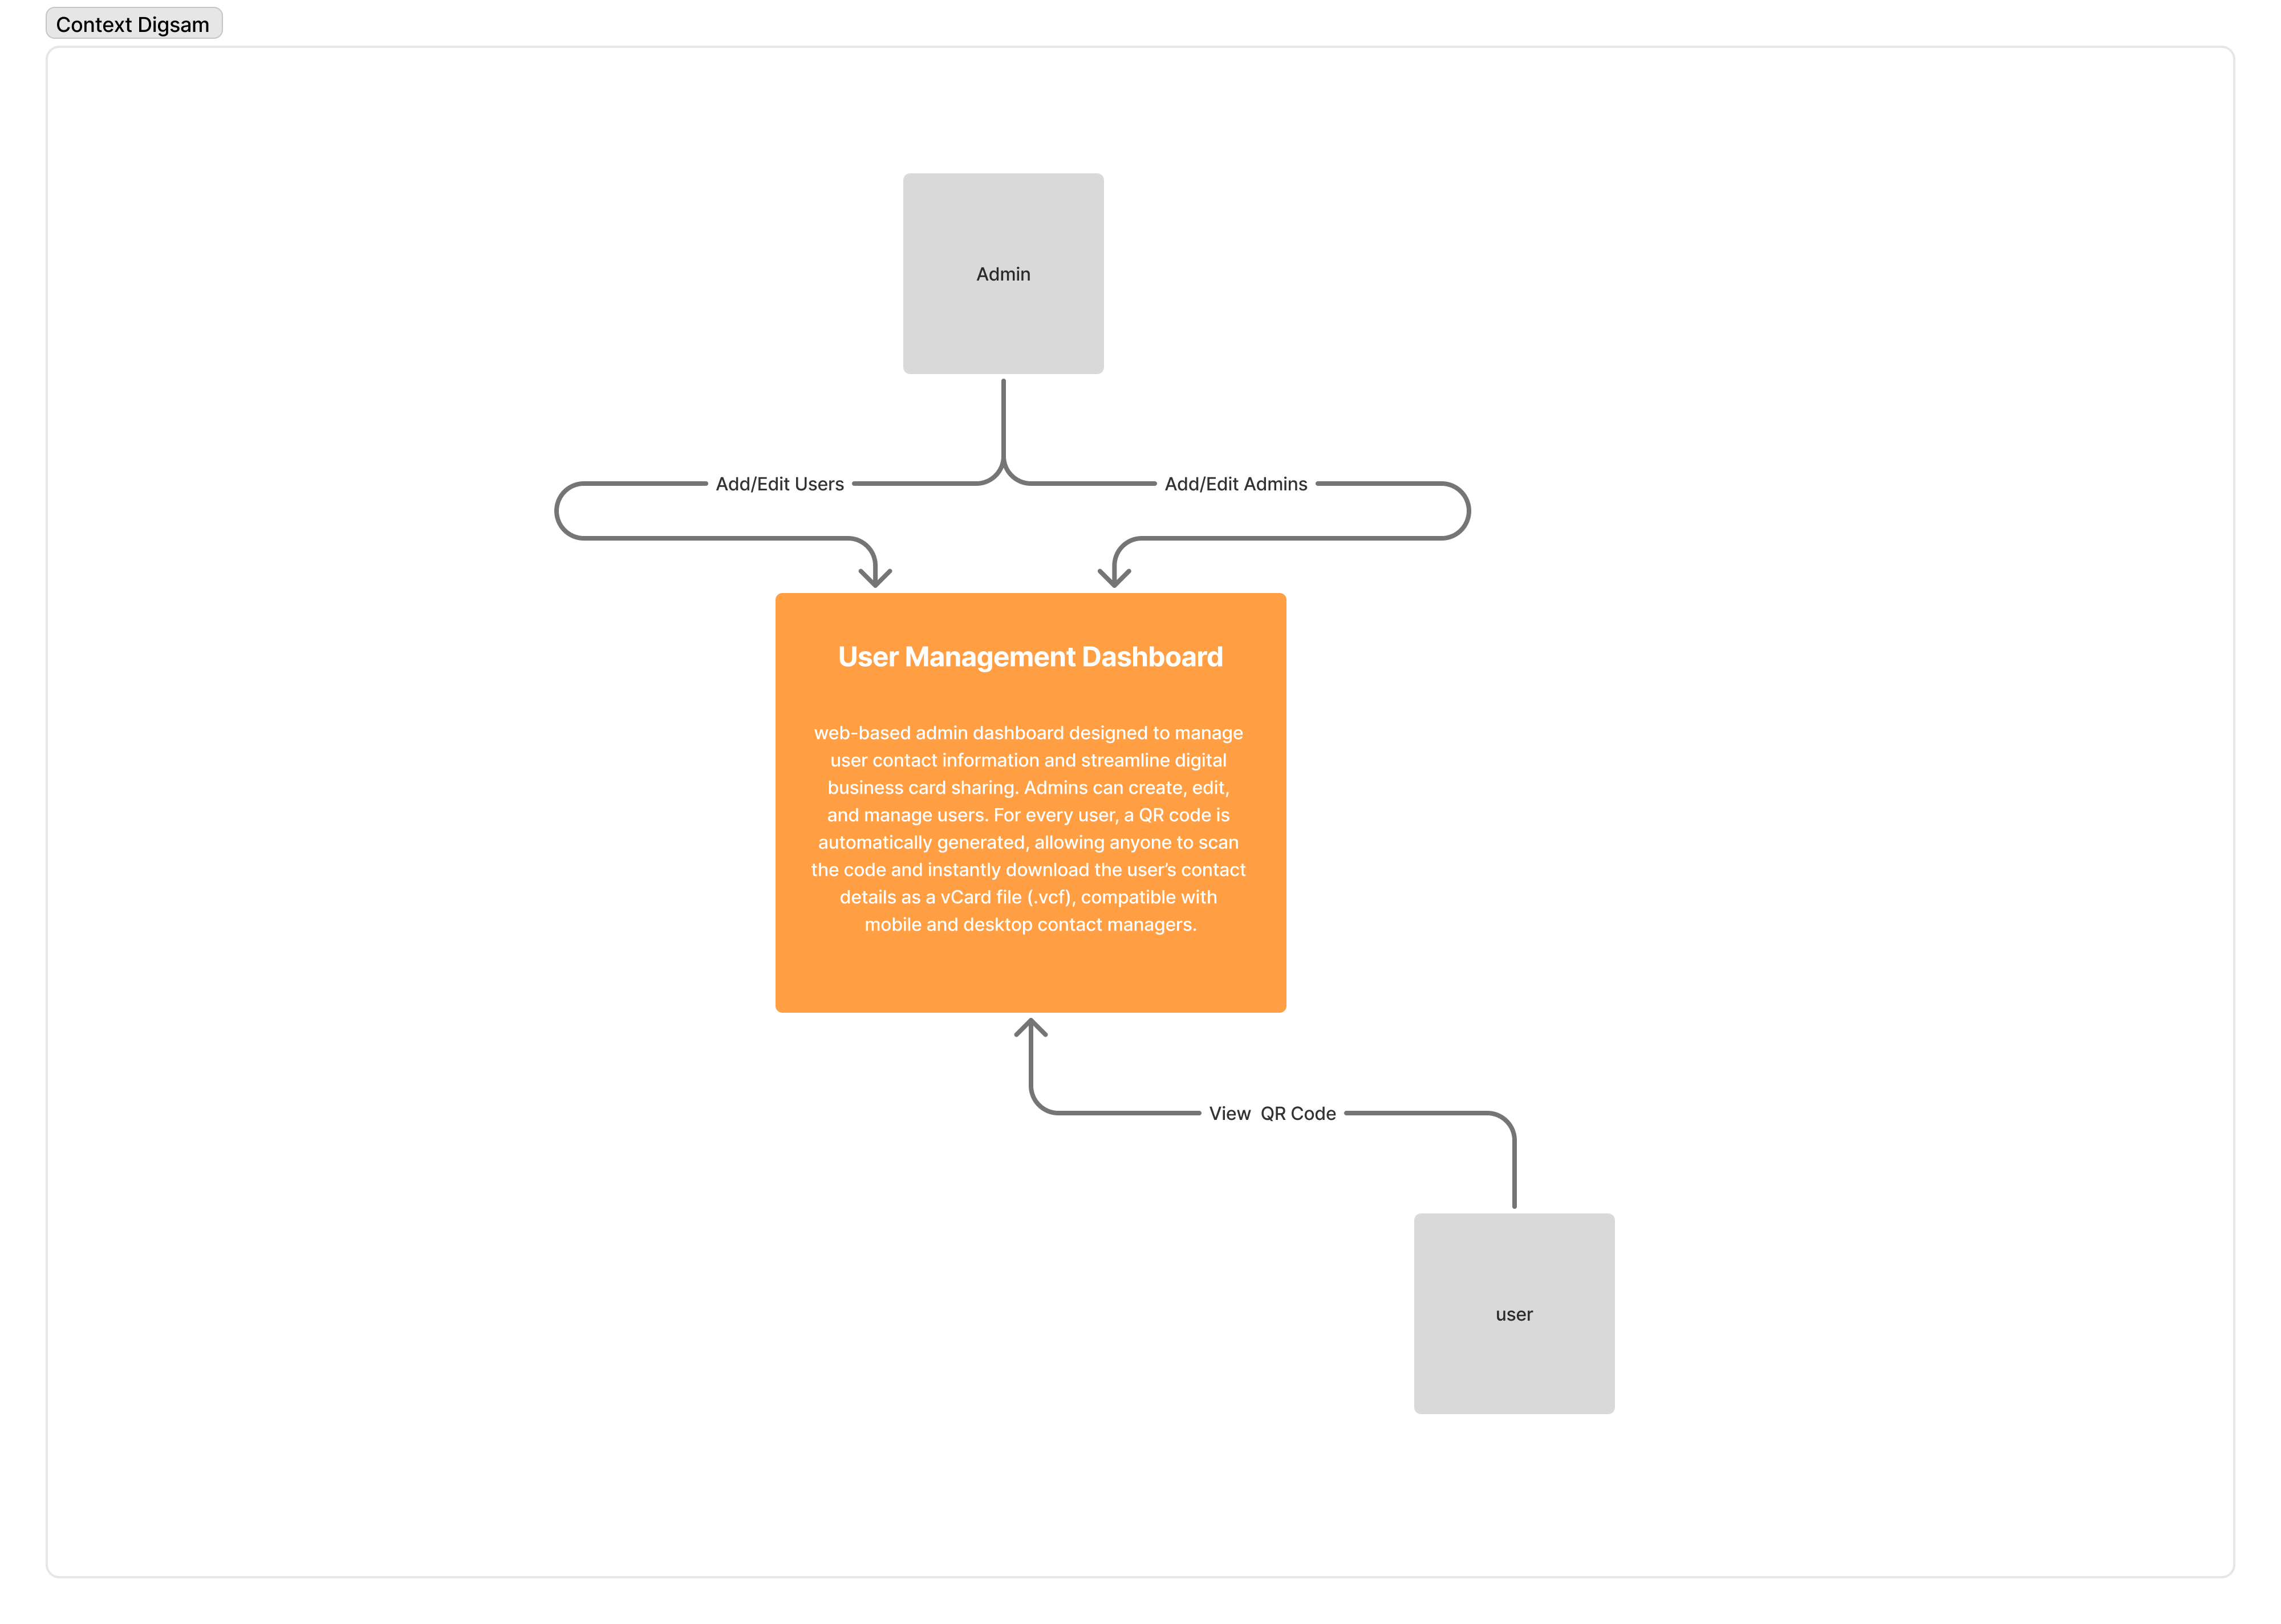 Context Digsam
Admin
Add/Edit Users
Add/Edit Admins
User Management Dashboard
web-based admin dashboard designed to manage
user contact information and streamline digital
business card sharing. Admins can create, edit,
and manage users. For every user, a QR code is
automatically generated, allowing anyone to scan
the code and instantly download the user’s contact
details as a vCard file (.vcf), compatible with
mobile and desktop contact managers.
View  QR Code
user